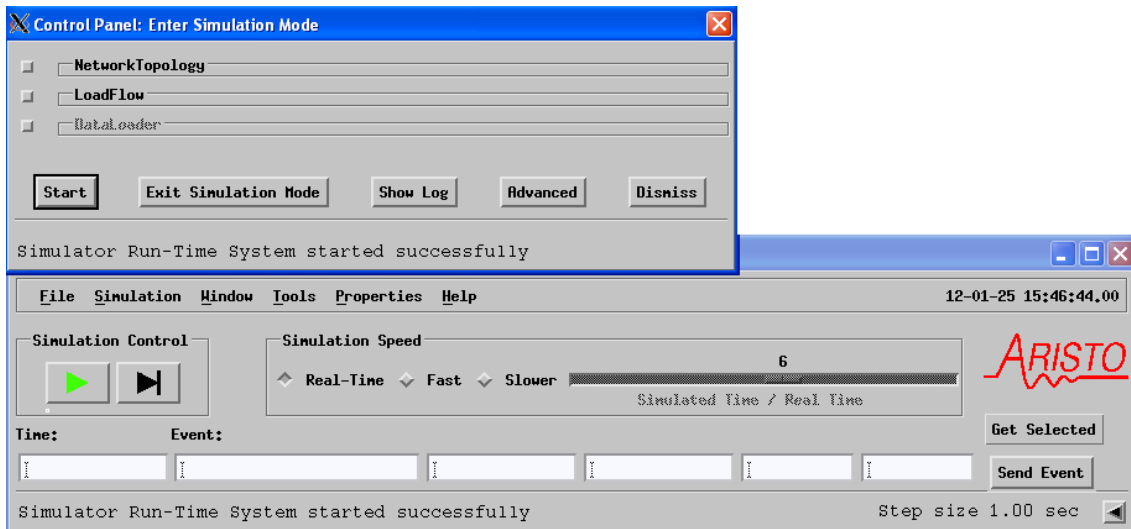 Control Panel: Enter Simulation Mode
NetworkTopology
LoadFlow
DataLoader
Start Exit Simulation Mode Show Log Advanced Dismiss
Simulator Run-Time System started successfully
File Simulation Window Tools Properties Help 12-01-25 15:46:44.00
Simulation Control Simulation Speed
6
ARISTO
Real-Time Fast Slower
Simulated Time / Real Time
Time: Event: Get Selected
Send Event
Simulator Run-Time System started successfully Step size 1.00 sec